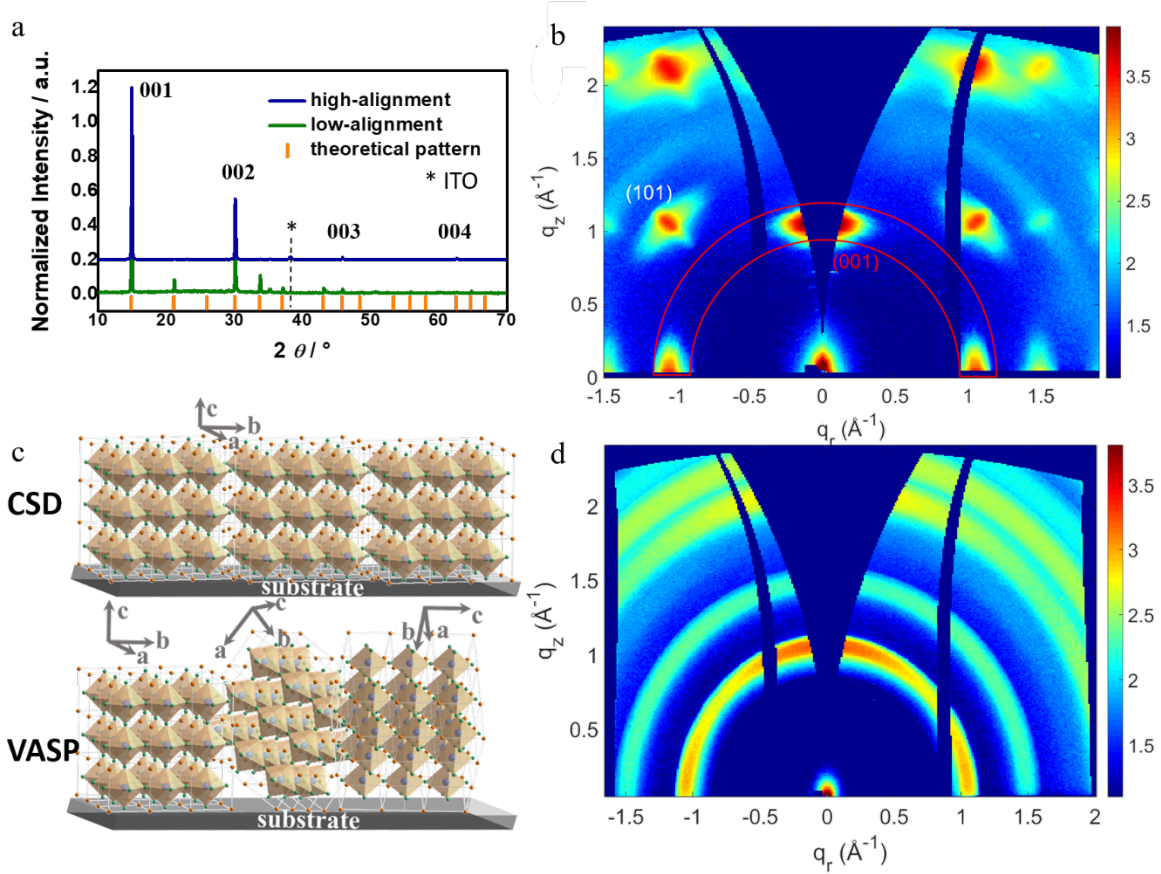 a
Normalized Intensity / a.u.
1.2
1.0
0.8
0.6
0.4
0.2
0.0
001
002
*
003
004
high-alignment
low-alignment
theoretical pattern
* ITO
10 20 30 40 50 60 70
2 θ / °
b
q_z (Å⁻¹)
2
1.5
1
0.5
0
(101)
(001)
-1.5 -1 -0.5 0 0.5 1 1.5
q_r (Å⁻¹)
3.5
3
2.5
2
1.5
c
CSD
c
b
a
substrate
VASP
c
b
a
c
b
a
c
b
a
substrate
d
q_z (Å⁻¹)
2
1.5
1
0.5
-1.5 -1 -0.5 0 0.5 1 1.5 2
q_r (Å⁻¹)
3.5
3
2.5
2
1.5